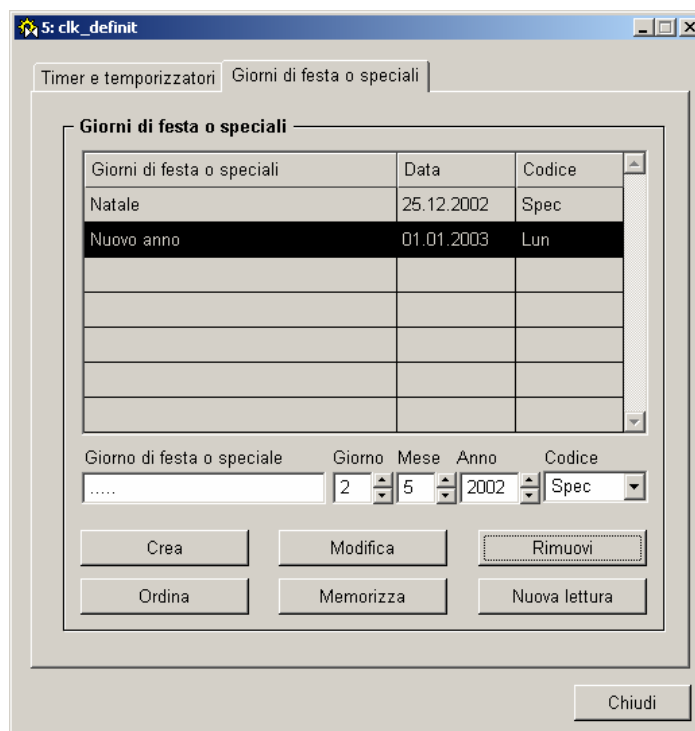 5: clk_definit
Timer e temporizzatori Giorni di festa o speciali
Giorni di festa o speciali
Giorni di festa o speciali Data Codice
Natale 25.12.2002 Spec
Nuovo anno 01.01.2003 Lun
Giorno di festa o speciale Giorno Mese Anno Codice
..... 2 5 2002 Spec
Crea Modifica Rimuovi
Ordina Memorizza Nuova lettura
Chiudi